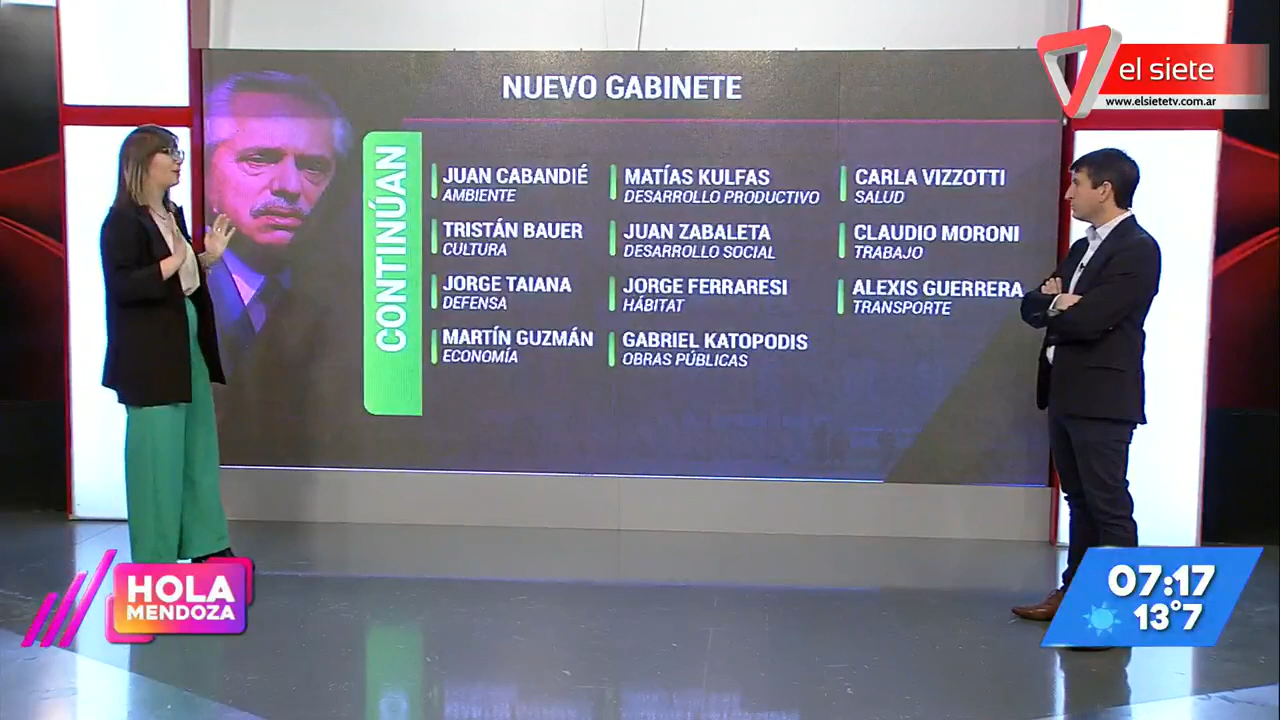 el siete
www.elsietetv.com.ar
NUEVO GABINETE
CONTINÚAN
JUAN CABANDIÉ
AMBIENTE
TRISTÁN BAUER
CULTURA
JORGE TAIANA
DEFENSA
MARTÍN GUZMÁN
ECONOMÍA
MATÍAS KULFAS
DESARROLLO PRODUCTIVO
JUAN ZABALETA
DESARROLLO SOCIAL
JORGE FERRARESI
HÁBITAT
GABRIEL KATOPODIS
OBRAS PÚBLICAS
CARLA VIZZOTTI
SALUD
CLAUDIO MORONI
TRABAJO
ALEXIS GUERRERA
TRANSPORTE
HOLA
MENDOZA
07:17
13°7